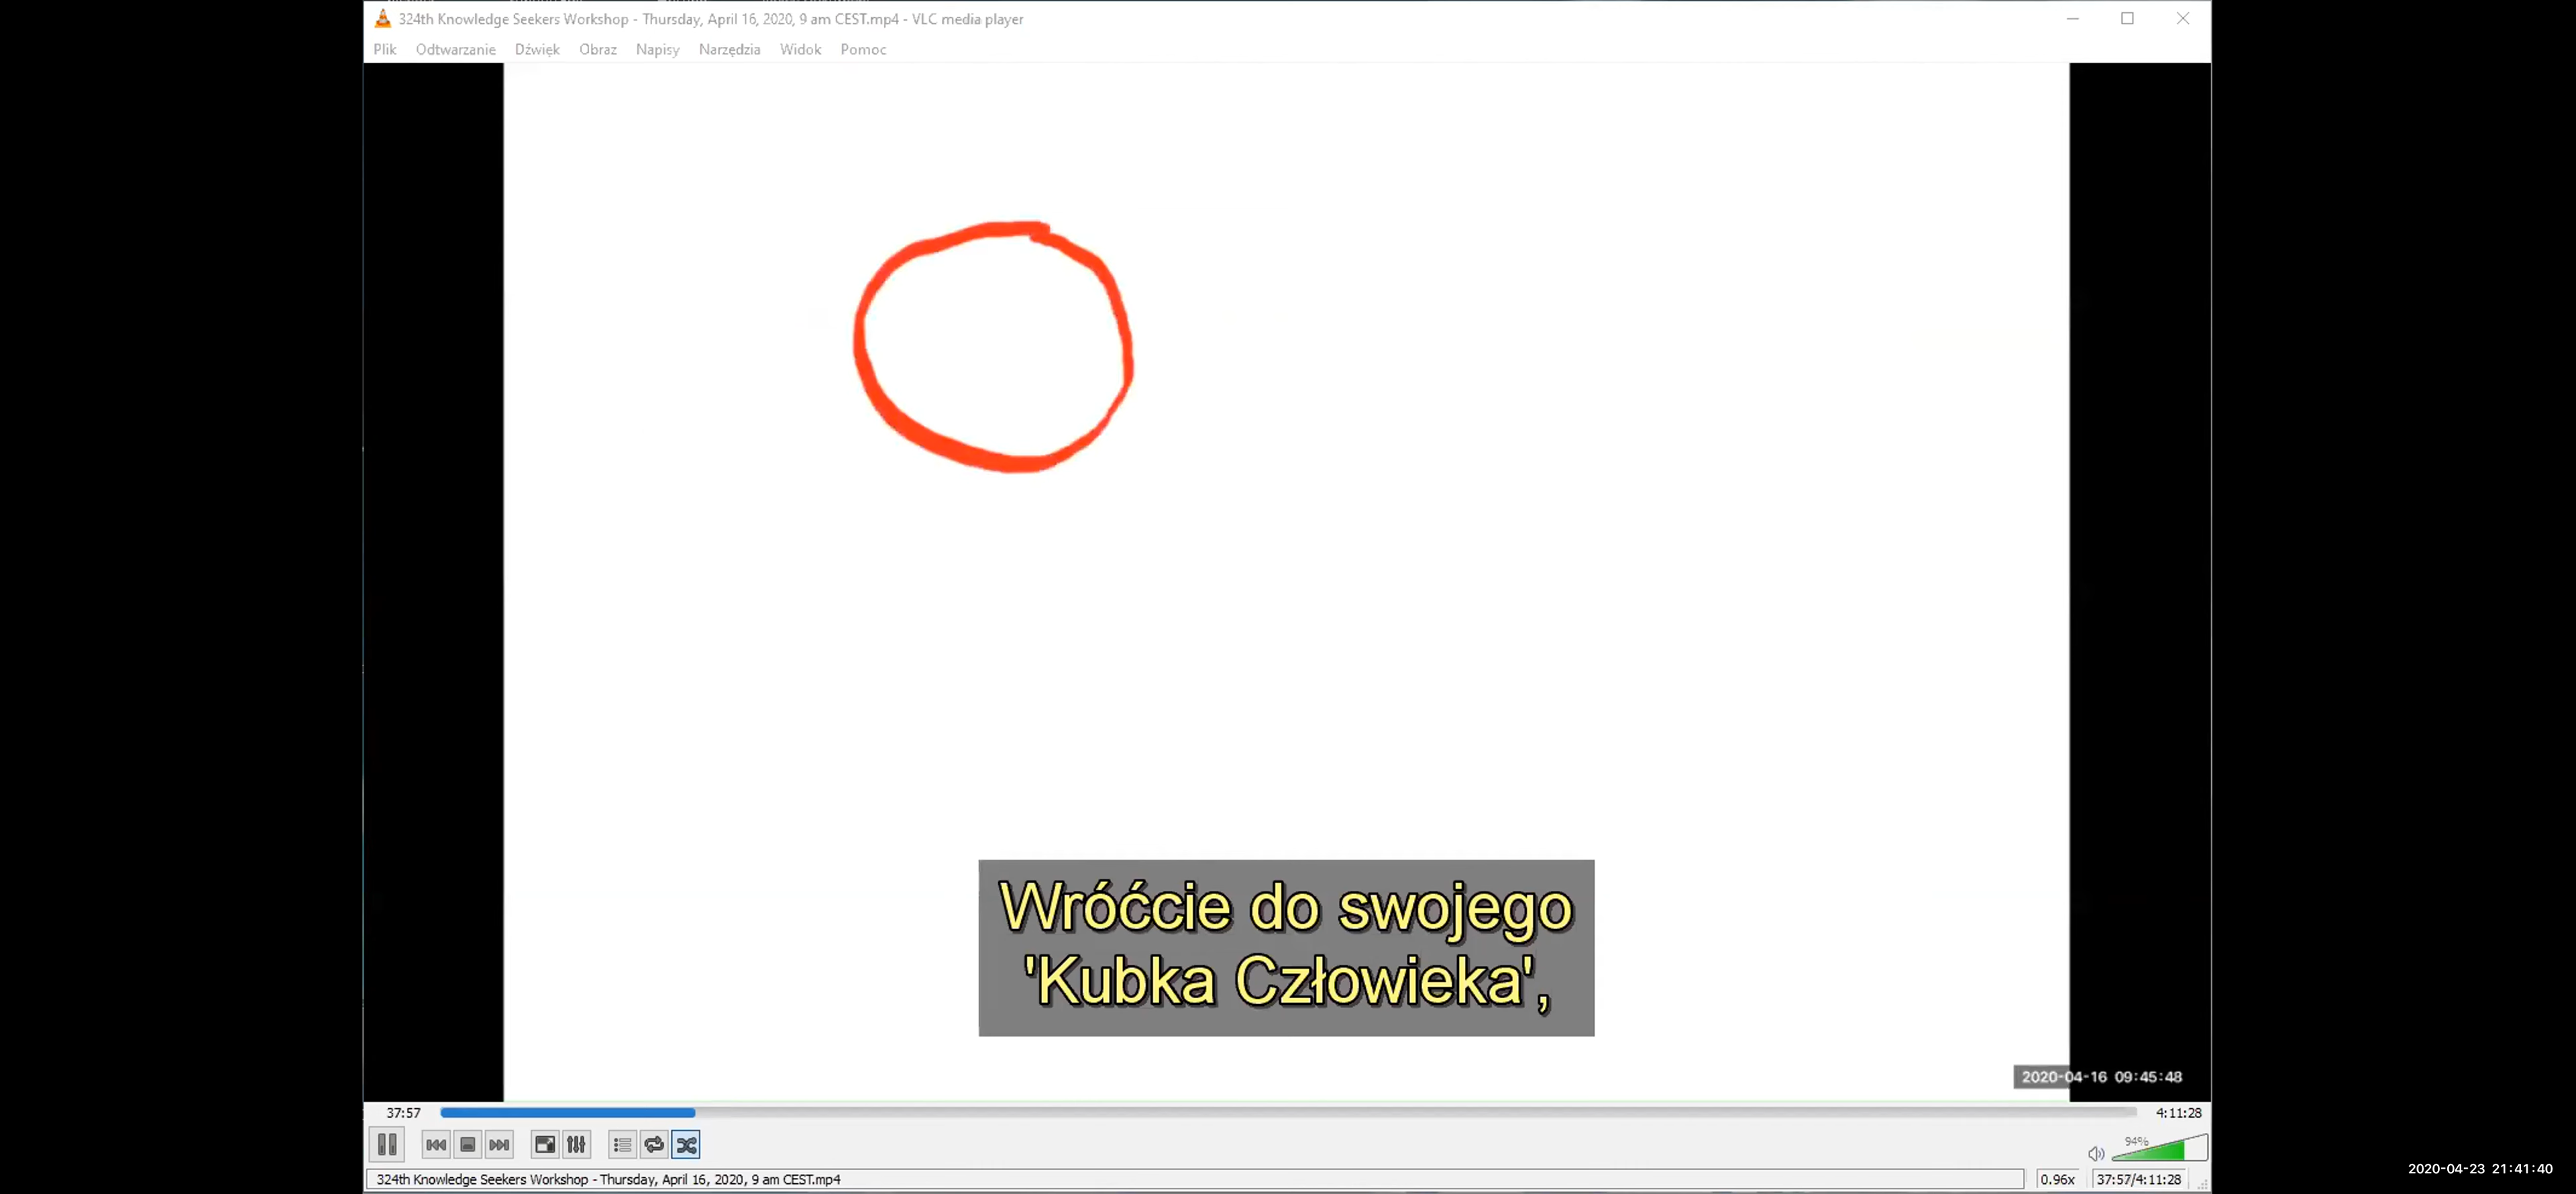 324th Knowledge Seekers Workshop - Thursday, April 16, 2020, 9 am CEST.mp4 - VLC media player
Plik Odtwarzanie Dźwięk Obraz Napisy Narzędzia Widok Pomoc
Wróćcie do swojego
'Kubka Człowieka',
2020-04-16 09:45:48
37:57 4:11:28
94%
324th Knowledge Seekers Workshop - Thursday, April 16, 2020, 9 am CEST.mp4 0.96x 37:57/4:11:28
2020-04-23 21:41:40